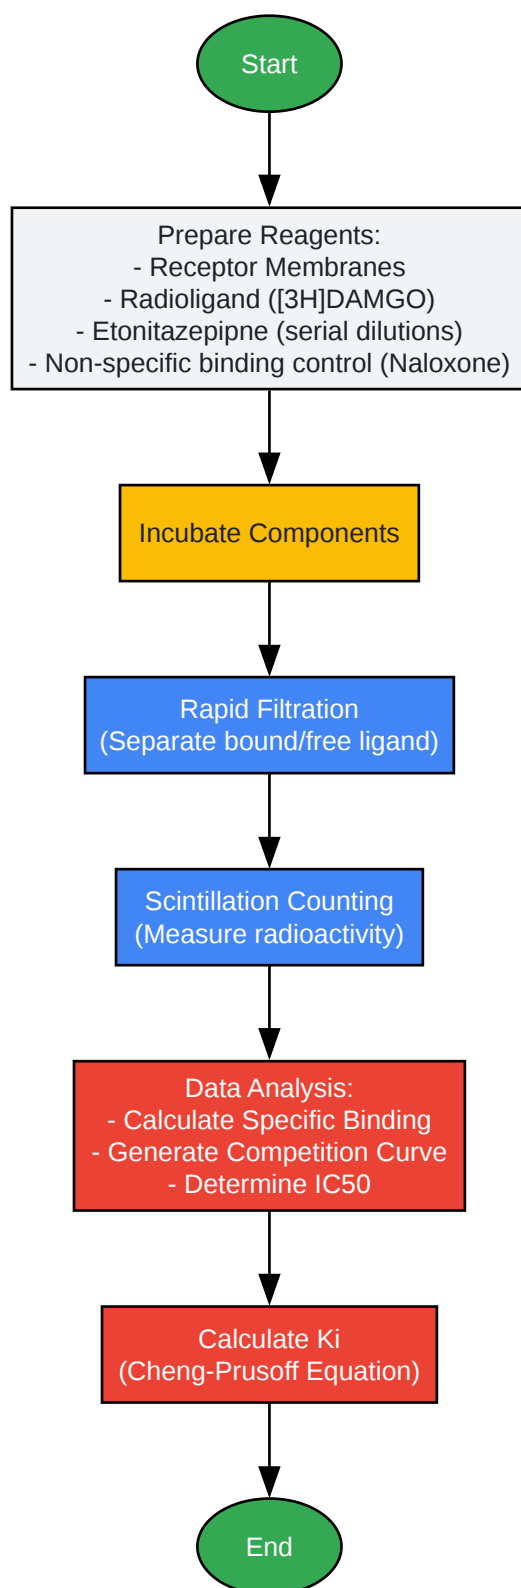 Start
Prepare Reagents:
- Receptor Membranes
- Radioligand ([3H]DAMGO)
- Etonitazepipne (serial dilutions)
- Non-specific binding control (Naloxone)
Incubate Components
Rapid Filtration
(Separate bound/free ligand)
Scintillation Counting
(Measure radioactivity)
Data Analysis:
- Calculate Specific Binding
- Generate Competition Curve
- Determine IC50
Calculate Ki
(Cheng-Prusoff Equation)
End